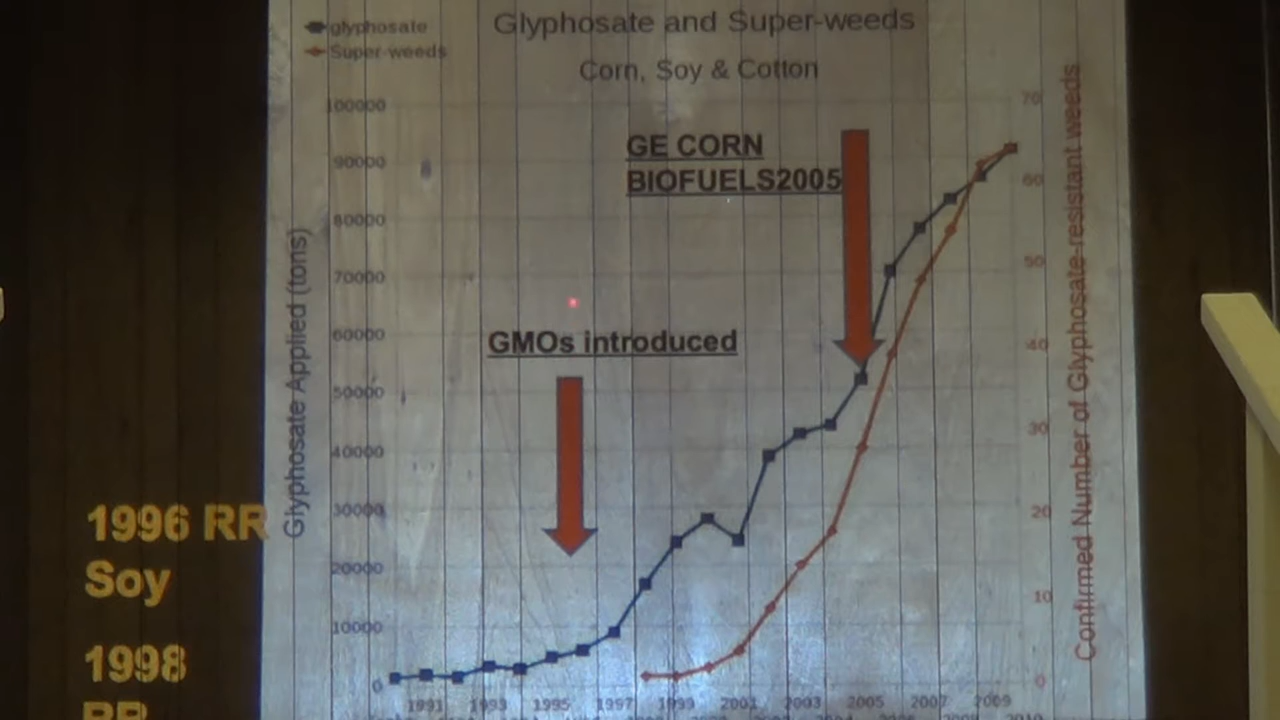 glyphosate
Super-weeds
Glyphosate and Super-weeds
Corn, Soy & Cotton
Glyphosate Applied (tons)
100000
90000
80000
70000
60000
50000
40000
30000
20000
10000
0
GE CORN
BIOFUELS2005
GMOs introduced
70
60
50
40
30
20
10
0
Confirmed Number of Glyphosate-resistant weeds
1991 1993 1995 1997 1999 2001 2003 2005 2007 2009
1996 RR
Soy
1998
RR